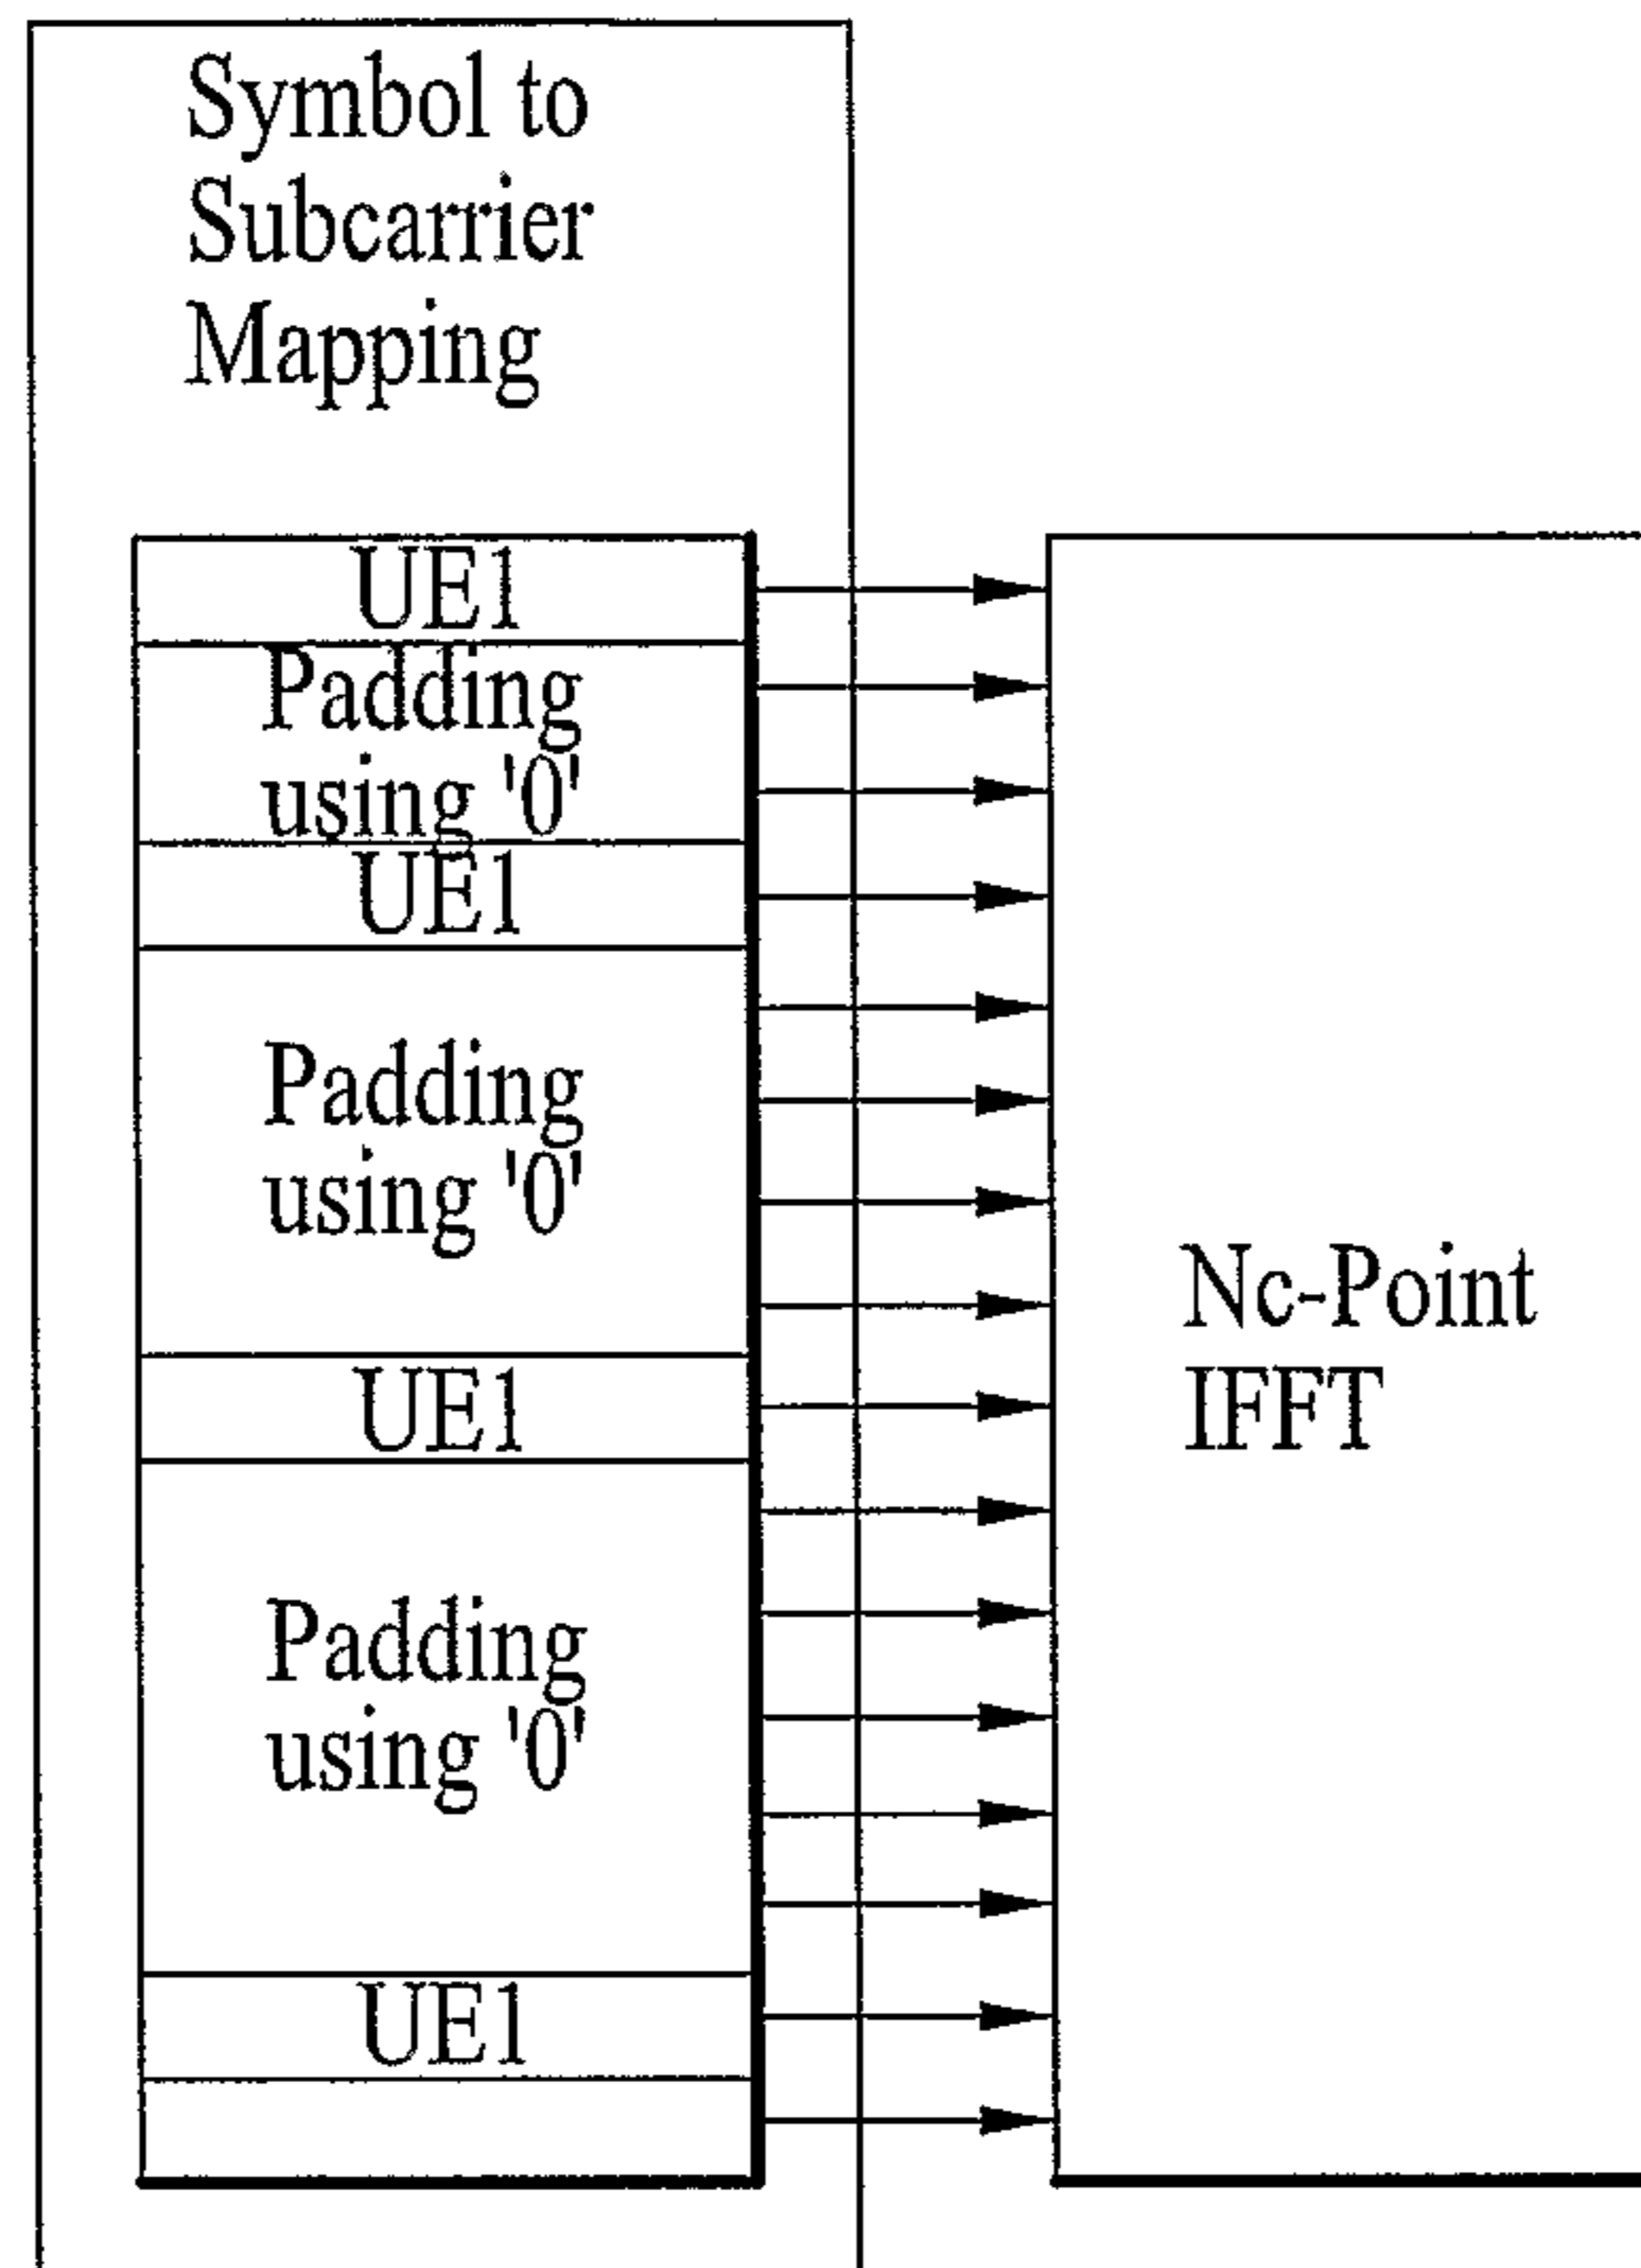 Symbol to
Subcarrier
Mapping
UE1
Padding
using '0'
UE1
Padding
using '0'
UE1
Padding
using '0'
UE1
Nc-Point
IFFT